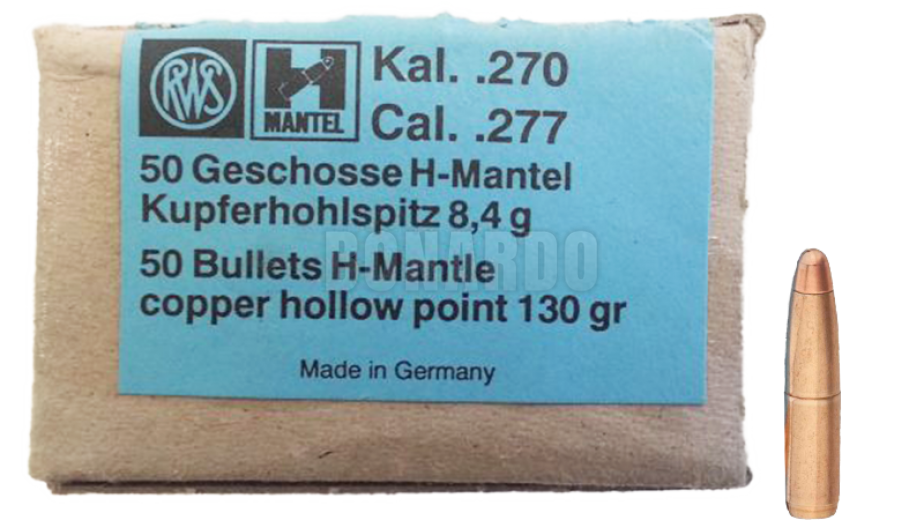 RWS
H
MANTEL
Kal. .270
Cal. .277
50 Geschosse H-Mantel
Kupferhohlspitz 8,4 g
BONARDO
50 Bullets H-Mantle
copper hollow point 130 gr
Made in Germany